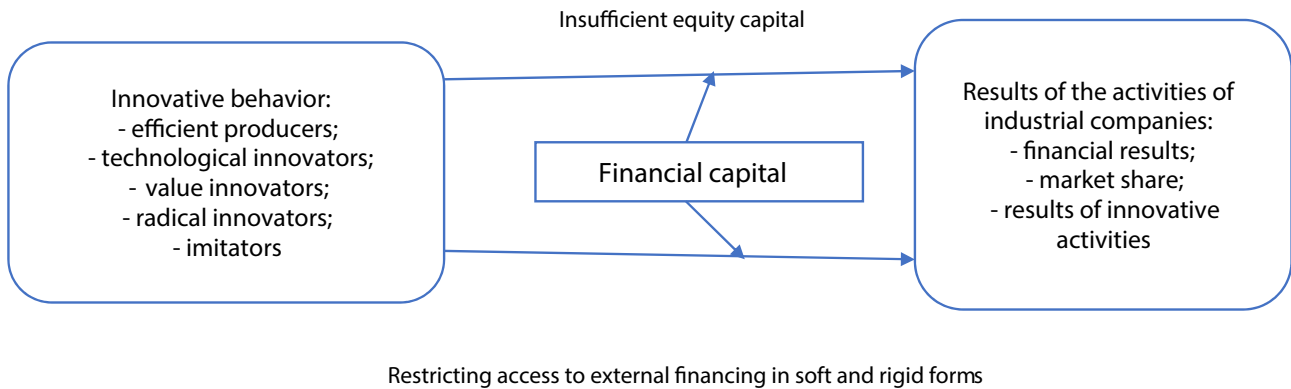 Insufficient equity capital
Innovative behavior:
- efficient producers;
- technological innovators;
- value innovators;
- radical innovators;
- imitators
Financial capital
Results of the activities of
industrial companies:
- financial results;
- market share;
- results of innovative
activities
Restricting access to external financing in soft and rigid forms